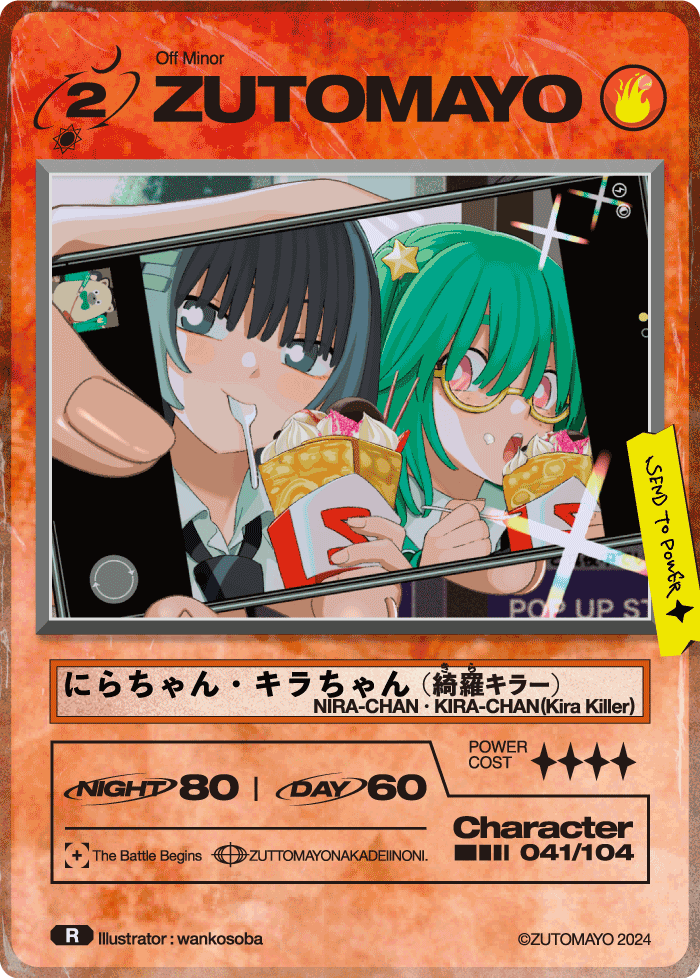 Off Minor
2 ZUTOMAYO
SEND TO POWER
POP UP ST
にらちゃん・キラちゃん（綺羅キラー）
きら
NIRA-CHAN・KIRA-CHAN(Kira Killer)
POWER
COST
NIGHT 80 | DAY 60
Character
041/104
The Battle Begins ZUTTOMAYONAKADEIINONI.
R Illustrator : wankosoba
©ZUTOMAYO 2024